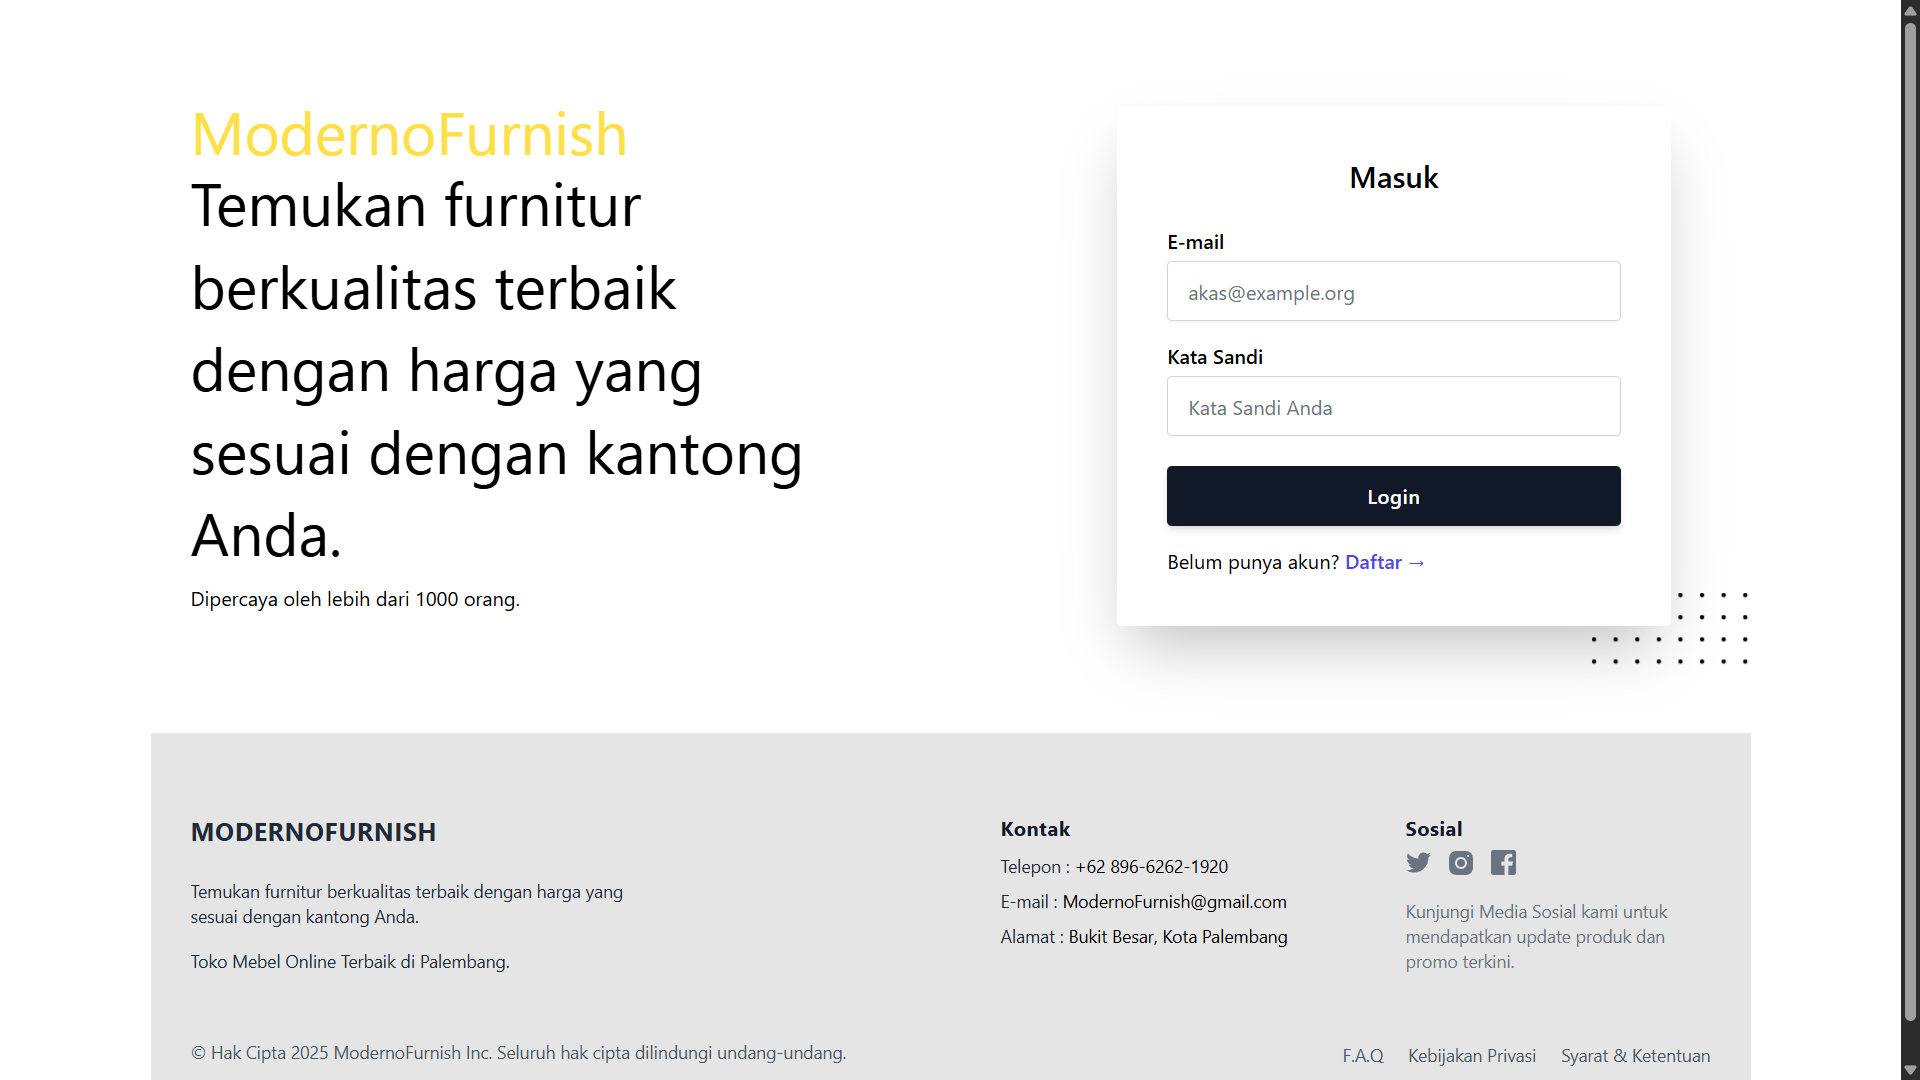 ModernoFurnish
Temukan furnitur
berkualitas terbaik
dengan harga yang
sesuai dengan kantong
Anda.
Dipercaya oleh lebih dari 1000 orang.
Masuk
E-mail
akas@example.org
Kata Sandi
Kata Sandi Anda
Login
Belum punya akun? Daftar →
MODERNOFURNISH
Temukan furnitur berkualitas terbaik dengan harga yang
sesuai dengan kantong Anda.
Toko Mebel Online Terbaik di Palembang.
Kontak
Telepon : +62 896-6262-1920
E-mail : ModernoFurnish@gmail.com
Alamat : Bukit Besar, Kota Palembang
Sosial
Kunjungi Media Sosial kami untuk
mendapatkan update produk dan
promo terkini.
© Hak Cipta 2025 ModernoFurnish Inc. Seluruh hak cipta dilindungi undang-undang.
F.A.Q Kebijakan Privasi Syarat & Ketentuan